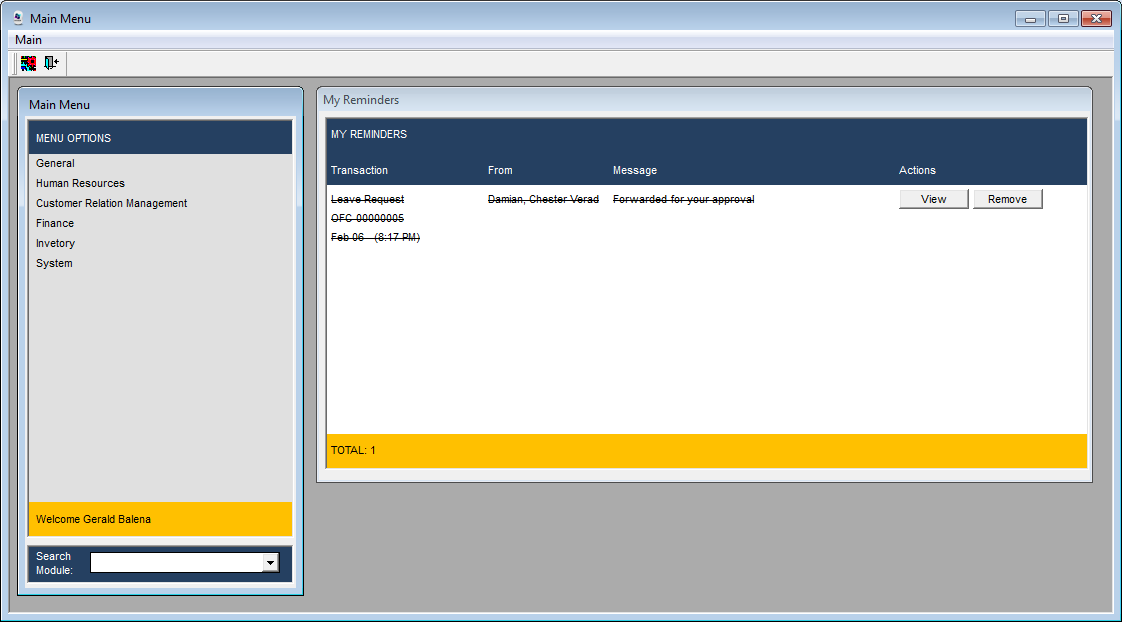 Main Menu
Main
Main Menu
MENU OPTIONS
General
Human Resources
Customer Relation Management
Finance
Invetory
System
Welcome Gerald Balena
Search
Module:
My Reminders
MY REMINDERS
Transaction From Message Actions
Leave Request Damian, Chester Verad Forwarded for your approval View Remove
OFC-00000005
Feb 06 - (8:17 PM)
TOTAL: 1